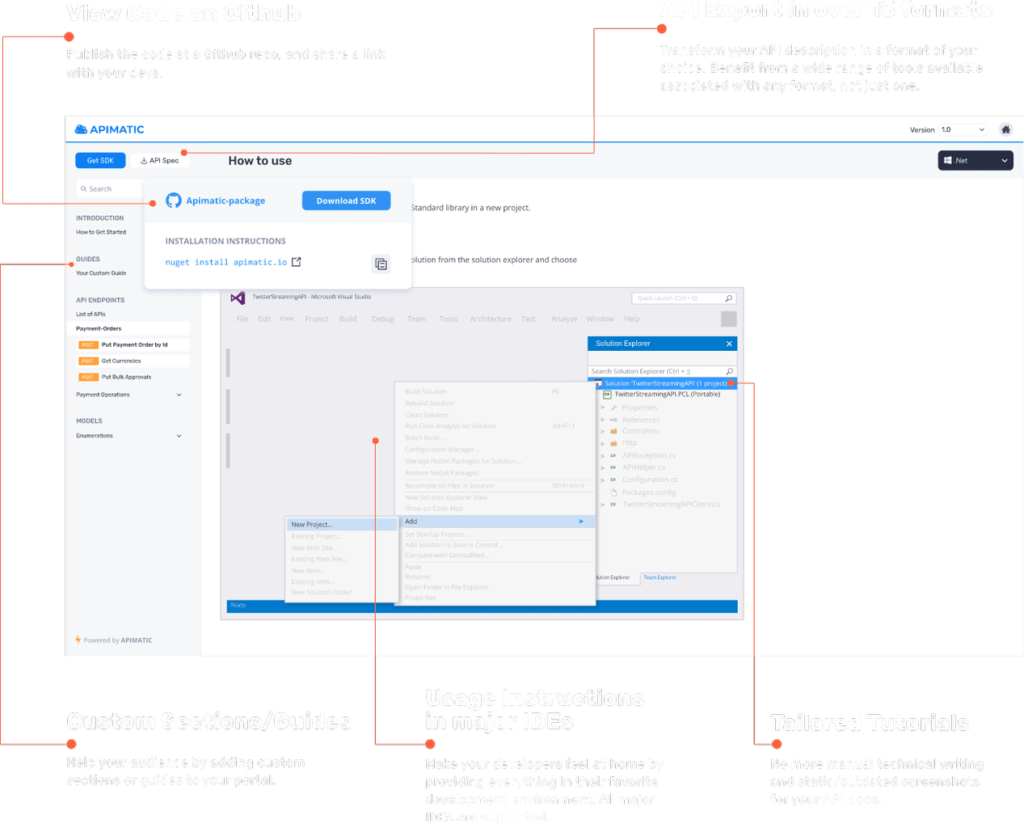 View Code on Github
Publish the code at a Github repo, and share a link
with your devs.
API Export in over 15 formats
Transform your API description in a format of your
choice. Benefit from a wide range of tools available
associated with any format, not just one.
APIMATIC
Version 1.0
Get SDK
API Spec
How to use
.Net
Search
Apimatic-package
Download SDK
Standard library in a new project.
INTRODUCTION
How to Get Started
INSTALLATION INSTRUCTIONS
nuget install apimatic.io
GUIDES
Your Custom Guide
olution from the solution explorer and choose
API ENDPOINTS
List of APIs
Payment-Orders
POST Put Payment Order by Id
POST Get Currencies
POST Put Bulk Approvals
Payment Operations
MODELS
Enumerations
Powered by APIMATIC
TwitterStreamingAPI - Microsoft Visual Studio
Quick Launch (Ctrl + Q)
File Edit View Project Build Debug Team Tools Architecture Test Analyze Window Help
Solution Explorer
Search Solution Explorer (Ctrl + ;)
Solution 'TwitterStreamingAPI' (1 project)
TwitterStreamingAPI.PCL (Portable)
Properties
References
Controllers
Http
APIException.cs
APIHelper.cs
Configuration.cs
Packages.config
TwitterStreamingAPIClient.cs
Build Solution F6
Rebuild Solution
Clean Solution
Run Code Analysis on Solution Alt+F11
Batch Build...
Configuration Manager...
Manage NuGet Packages for Solution...
Restore NuGet Packages
Recompile All Files in Solution Shift+Alt+Y
New Solution Explorer View
Show on Code Map
Add
Set Startup Projects...
Add Solution to Source Control...
Compare with Unmodified...
Paste
Rename
Open Folder in File Explorer
Properties
New Project...
Existing Project...
New Web Site...
Existing Web Site...
New Item...
Existing Item...
New Solution Folder
lution Explorer
Team Explorer
Ready
Custom Sections/Guides
Help your audience by adding custom
sections or guides to your portal.
Usage Instructions
in major IDEs
Make your developers feel at home by
providing everything in their favorite
development environment. All major
IDEs are supported.
Tailored Tutorials
No more manual technical writing
and static/outdated screenshots
for your API docs.